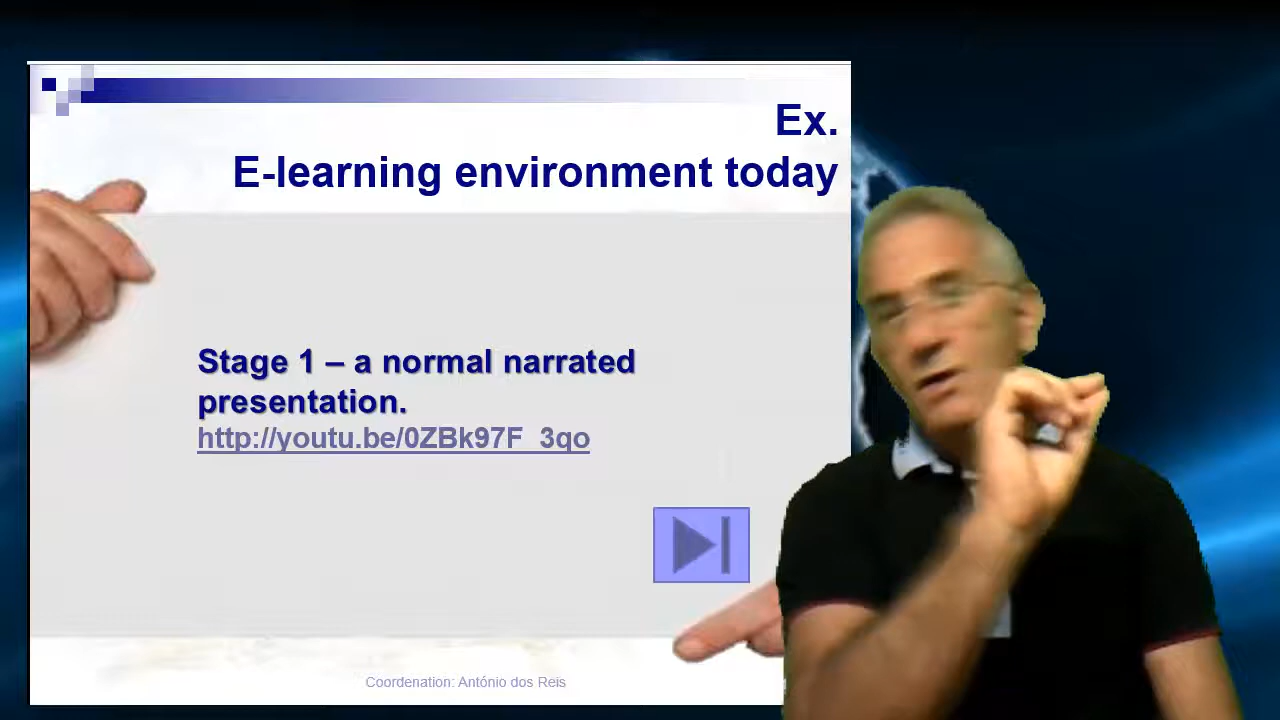 Ex.
E-learning environment today
Stage 1 – a normal narrated
presentation.
http://youtu.be/0ZBk97F_3qo
Coordenation: António dos Reis